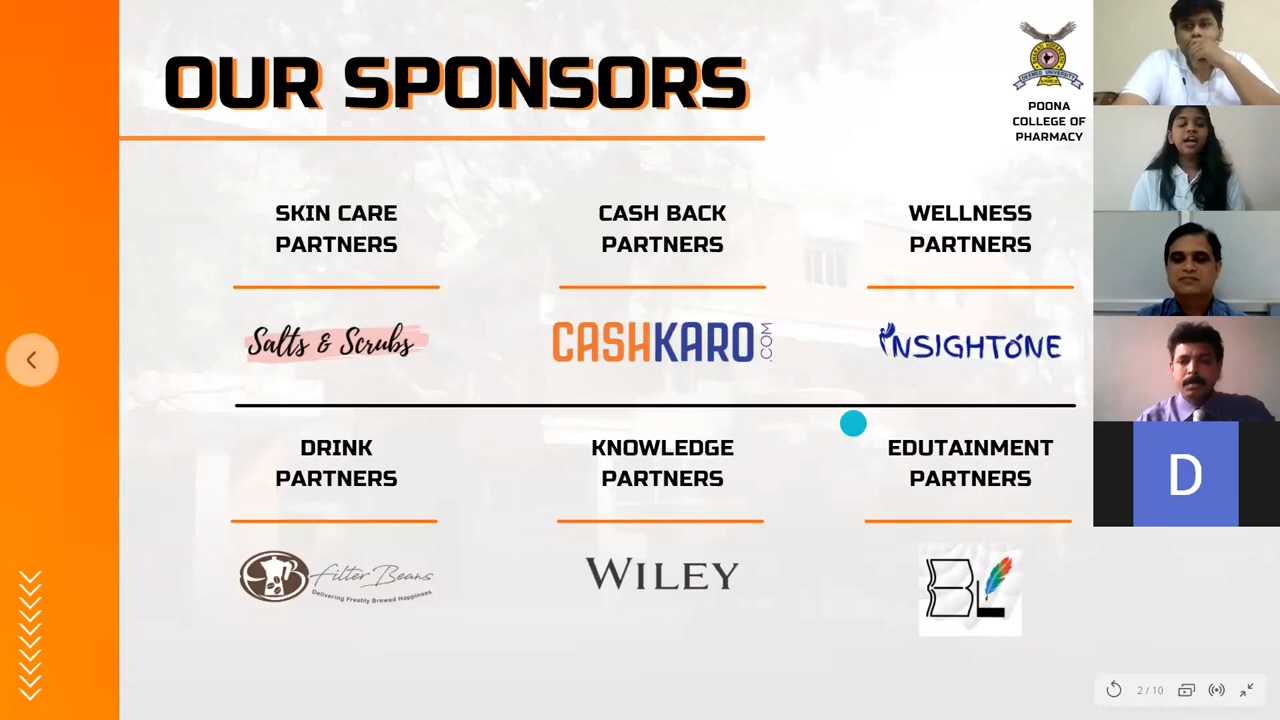 OUR SPONSORS
POONA
COLLEGE OF
PHARMACY
SKIN CARE
PARTNERS
CASH BACK
PARTNERS
WELLNESS
PARTNERS
Salts & Scrubs
CASHKARO.COM
INSIGHTONE
DRINK
PARTNERS
KNOWLEDGE
PARTNERS
EDUTAINMENT
PARTNERS
Filter Beans
Delivering Freshly Brewed Happiness
WILEY
BL
D
2 / 10